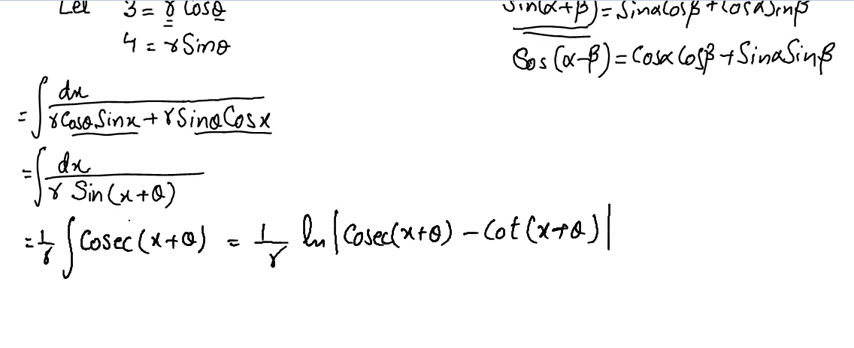 Let 3 = r Cosθ
4 = r Sinθ
Sin(α+β) = Sinα Cosβ + Cosα Sinβ
Cos(α-β) = Cosα Cosβ + Sinα Sinβ
= ∫ dx / (r Cosθ Sinx + r Sinθ Cosx)
= ∫ dx / (r Sin(x+θ))
= 1/r ∫ Cosec(x+θ) = 1/r ln |Cosec(x+θ) - Cot(x+θ)|